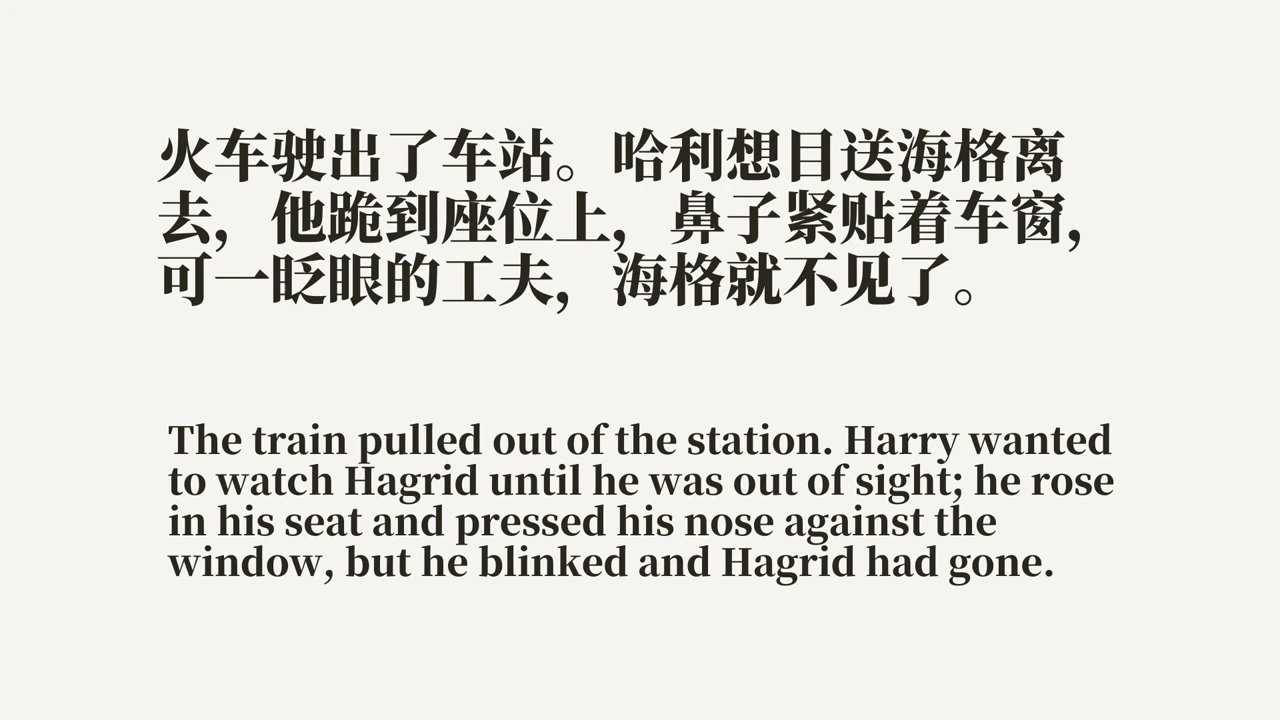 火车驶出了车站。哈利想目送海格离
去，他跪到座位上，鼻子紧贴着车窗，
可一眨眼的工夫，海格就不见了。
The train pulled out of the station. Harry wanted
to watch Hagrid until he was out of sight; he rose
in his seat and pressed his nose against the
window, but he blinked and Hagrid had gone.